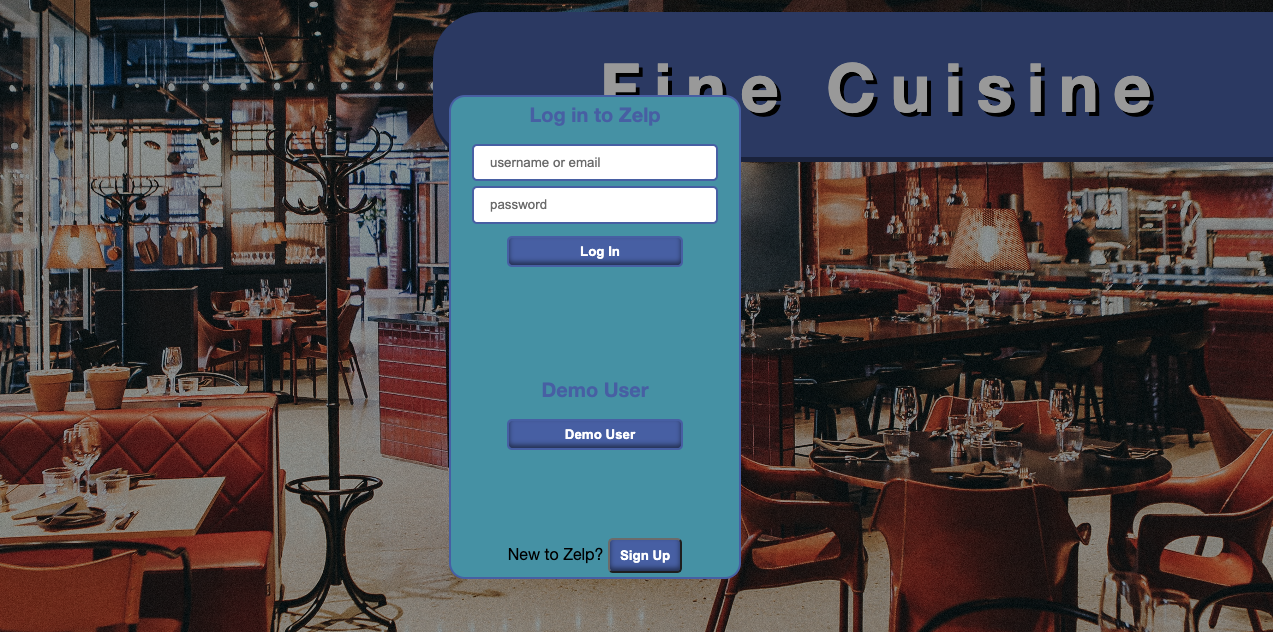 Fine Cuisine
Log in to Zelp
username or email
password
Log In
Demo User
Demo User
New to Zelp? Sign Up